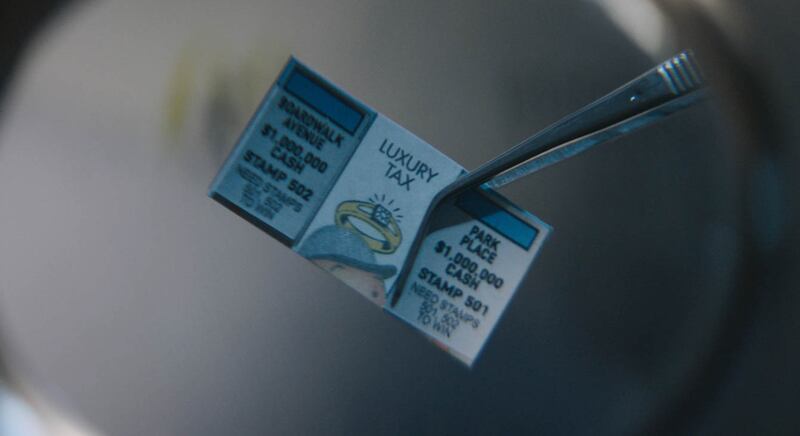 BOARDWALK
AVENUE
$1,000,000
CASH
STAMP 502
NEED STAMPS
501, 502
TO WIN
LUXURY
TAX
PARK
PLACE
$1,000,000
CASH
STAMP 501
NEED STAMPS
501, 502
TO WIN